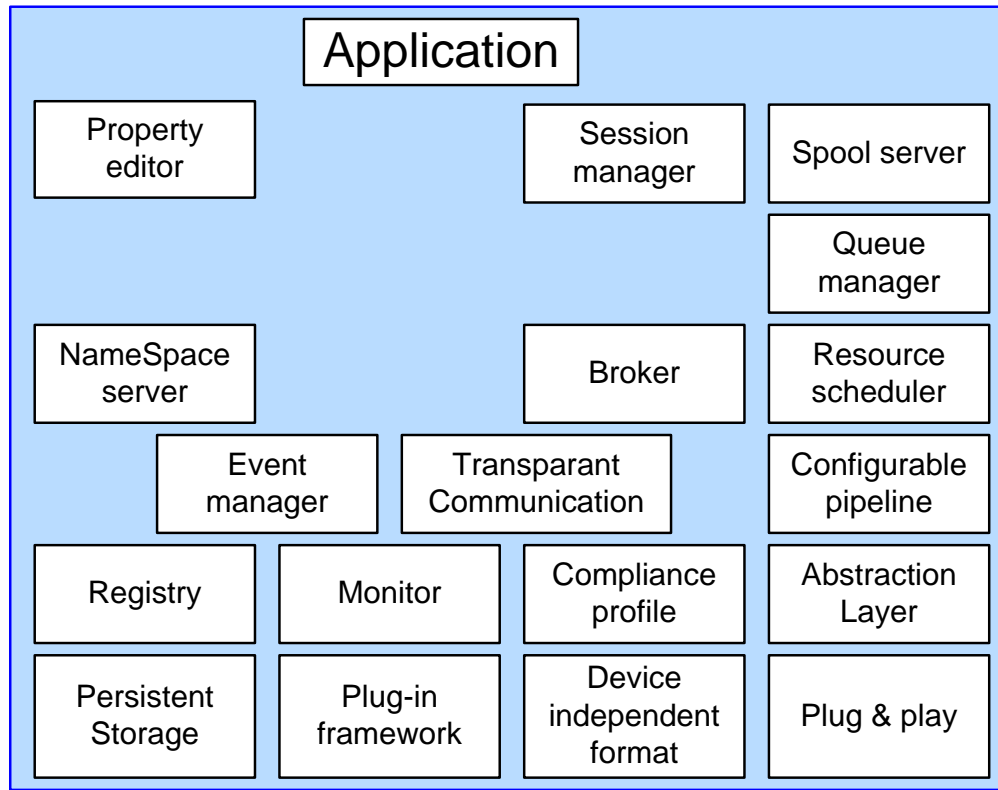 Application
Property
editor
Session
manager
Spool server
Queue
manager
NameSpace
server
Broker
Resource
scheduler
Event
manager
Transparant
Communication
Configurable
pipeline
Registry
Monitor
Compliance
profile
Abstraction
Layer
Persistent
Storage
Plug-in
framework
Device
independent
format
Plug & play